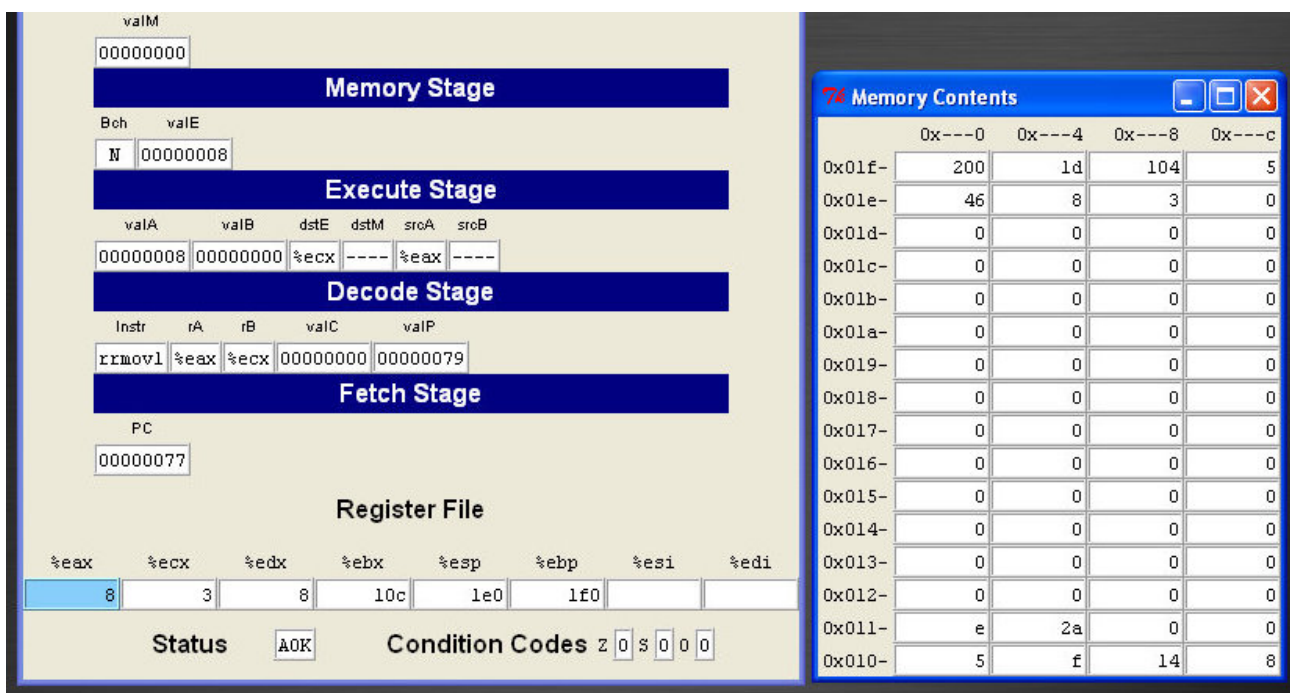 valM
00000000
Memory Stage
Bch valE
N 00000008
Execute Stage
valA valB dstE dstM srcA srcB
00000008 00000000 %ecx ---- %eax ----
Decode Stage
Instr rA rB valC valP
rrmovl %eax %ecx 00000000 00000079
Fetch Stage
PC
00000077
Register File
%eax %ecx %edx %ebx %esp %ebp %esi %edi
8 3 8 10c 1e0 1f0
Status AOK Condition Codes Z 0 S 0 O 0
Memory Contents
0x---0 0x---4 0x---8 0x---c
0x01f- 200 1d 104 5
0x01e- 46 8 3 0
0x01d- 0 0 0 0
0x01c- 0 0 0 0
0x01b- 0 0 0 0
0x01a- 0 0 0 0
0x019- 0 0 0 0
0x018- 0 0 0 0
0x017- 0 0 0 0
0x016- 0 0 0 0
0x015- 0 0 0 0
0x014- 0 0 0 0
0x013- 0 0 0 0
0x012- 0 0 0 0
0x011- e 2a 0 0
0x010- 5 f 14 8